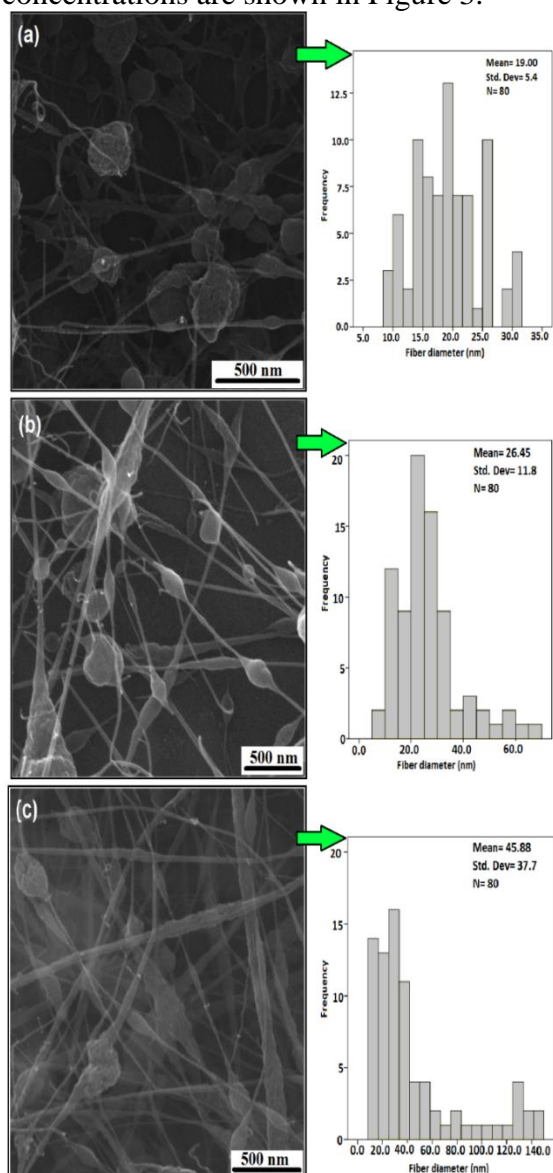 concentrations are shown in Figure 3.
(a)
Mean= 19.00
Std. Dev= 5.4
N= 80
12.5
10.0
7.5
5.0
2.5
0.0
Frequency
5.0 10.0 15.0 20.0 25.0 30.0 35.0
Fiber diameter (nm)
500 nm
(b)
Mean= 26.45
Std. Dev= 11.8
N= 80
20
15
10
5
0
Frequency
0.0 20.0 40.0 60.0
Fiber diameter (nm)
500 nm
(c)
Mean= 45.88
Std. Dev= 37.7
N= 80
20
15
10
5
0
Frequency
0.0 20.0 40.0 60.0 80.0 100.0 120.0 140.0
Fiber diameter (nm)
500 nm